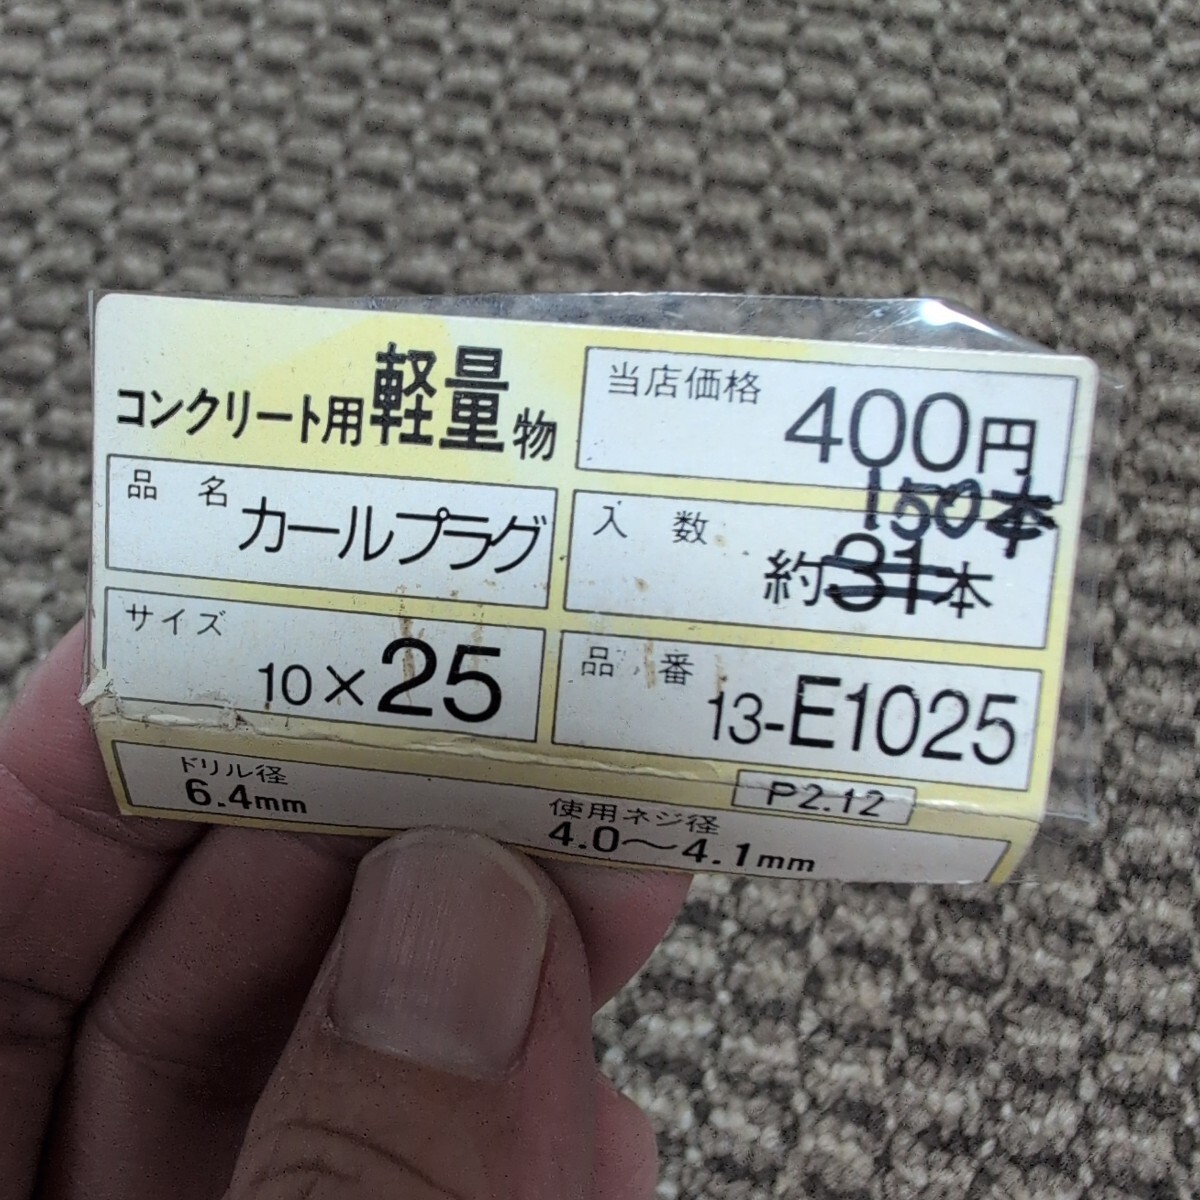 コンクリート用軽量物
当店価格 400円
品名 カールプラグ
150本
入数 約31本
サイズ 10×25
品番 13-E1025
P2.12
ドリル径 6.4mm
使用ネジ径 4.0〜4.1mm